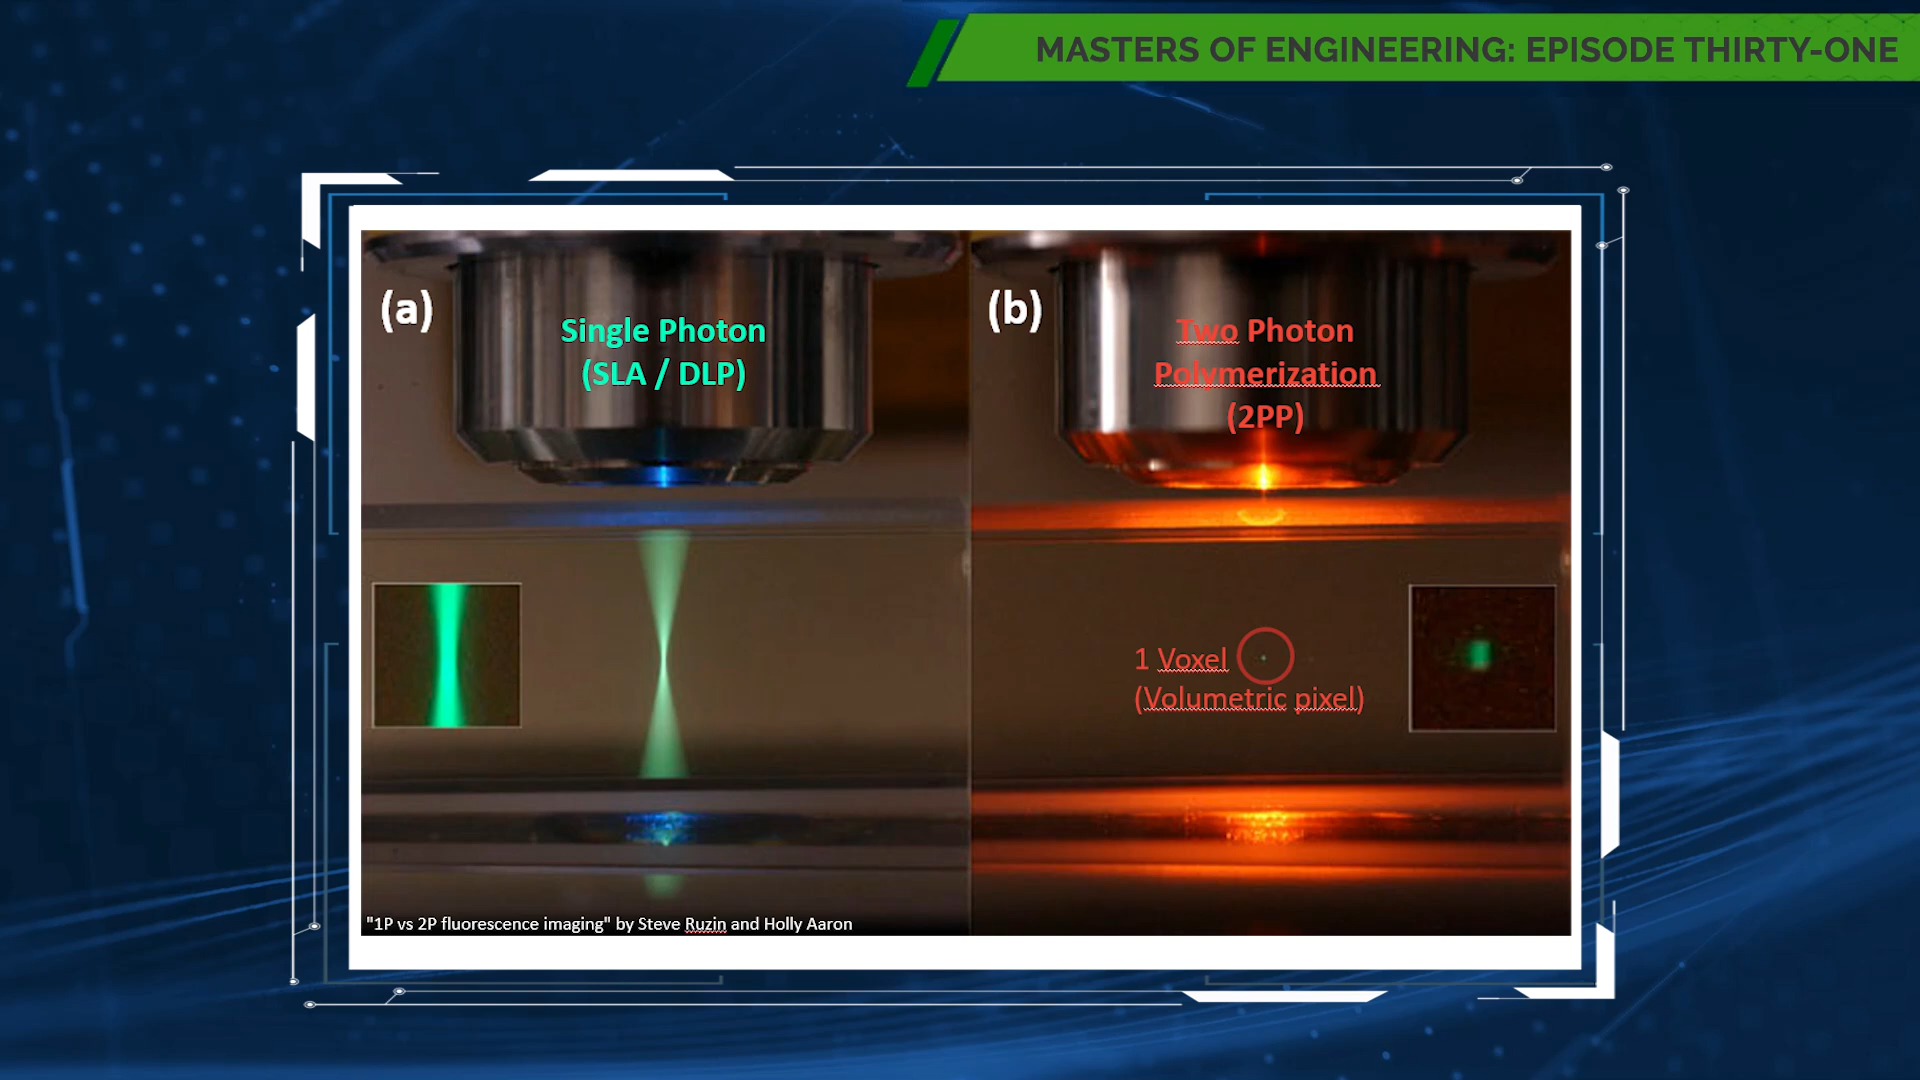 MASTERS OF ENGINEERING: EPISODE THIRTY-ONE
(a)
Single Photon
(SLA / DLP)
(b)
Two Photon
Polymerization
(2PP)
1 Voxel
(Volumetric pixel)
"1P vs 2P fluorescence imaging" by Steve Ruzin and Holly Aaron